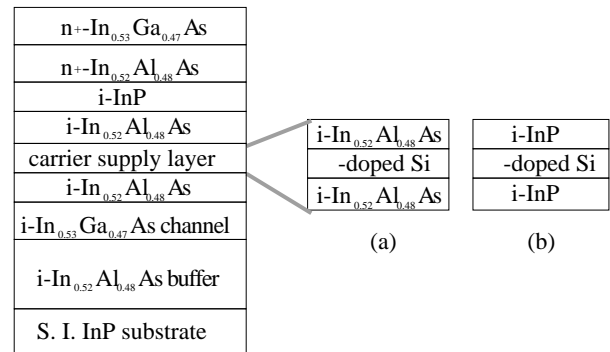 n+-In0.53Ga0.47As
n+-In0.52Al0.48As
i-InP
i-In0.52Al0.48As
carrier supply layer
i-In0.52Al0.48As
i-In0.53Ga0.47As channel
i-In0.52Al0.48As buffer
S. I. InP substrate
i-In0.52Al0.48As
-doped Si
i-In0.52Al0.48As
(a)
i-InP
-doped Si
i-InP
(b)